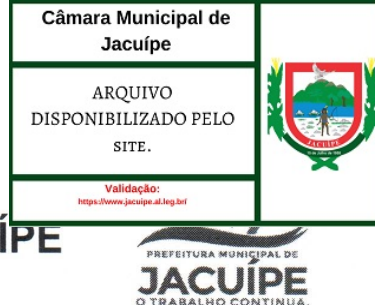 Câmara Municipal de
Jacuípe
ARQUIVO
DISPONIBILIZADO PELO
SITE.
Validação:
https://www.jacuipe.al.leg.br/
JACUÍPE
ÍPE
PREFEITURA MUNICIPAL DE
JACUÍPE
O TRABALHO CONTINUA.